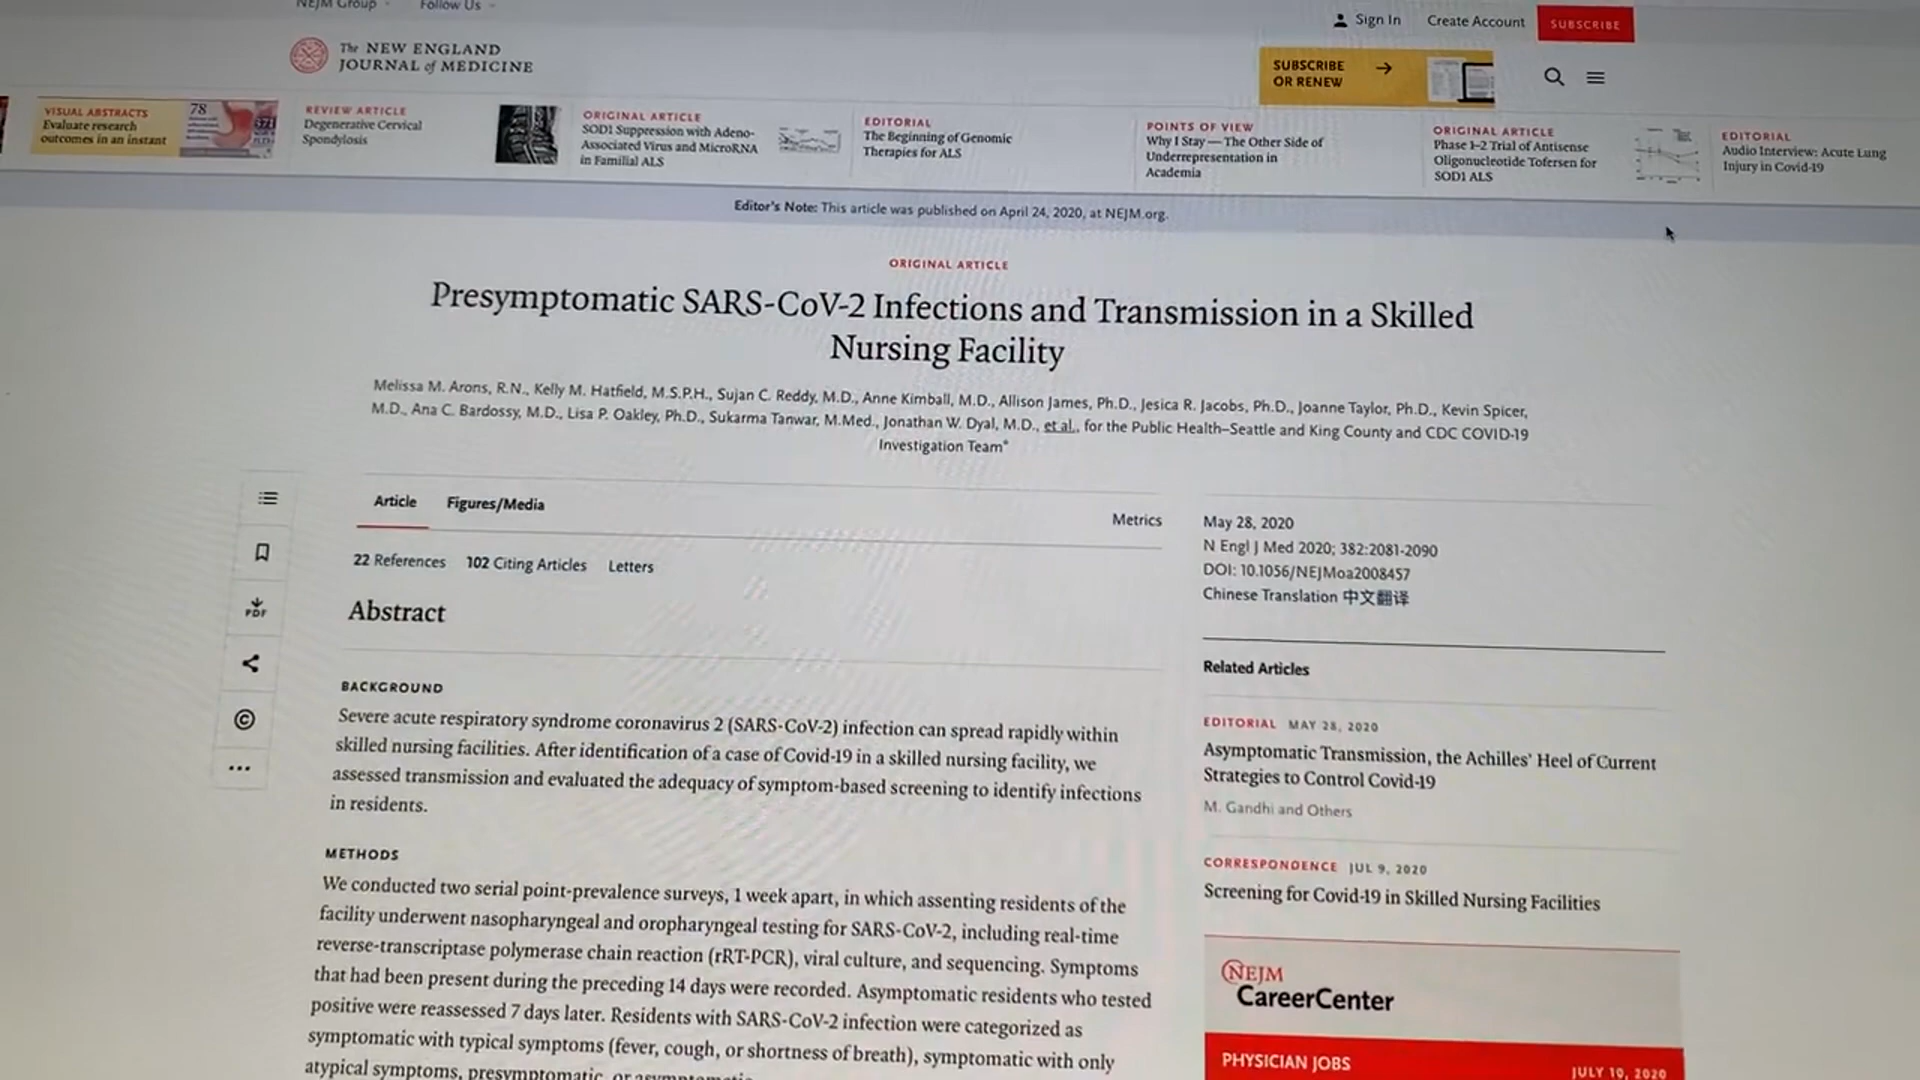 NEJM Group Follow Us
Sign In Create Account SUBSCRIBE
The NEW ENGLAND
JOURNAL of MEDICINE
SUBSCRIBE
OR RENEW
VISUAL ABSTRACTS
Evaluate research
outcomes in an instant
78
REVIEW ARTICLE
Degenerative Cervical
Spondylosis
ORIGINAL ARTICLE
SOD1 Suppression with Adeno-
Associated Virus and MicroRNA
in Familial ALS
EDITORIAL
The Beginning of Genomic
Therapies for ALS
POINTS OF VIEW
Why I Stay — The Other Side of
Underrepresentation in
Academia
ORIGINAL ARTICLE
Phase 1–2 Trial of Antisense
Oligonucleotide Tofersen for
SOD1 ALS
EDITORIAL
Audio Interview: Acute Lung
Injury in Covid-19
Editor's Note: This article was published on April 24, 2020, at NEJM.org.
ORIGINAL ARTICLE
Presymptomatic SARS-CoV-2 Infections and Transmission in a Skilled
Nursing Facility
Melissa M. Arons, R.N., Kelly M. Hatfield, M.S.P.H., Sujan C. Reddy, M.D., Anne Kimball, M.D., Allison James, Ph.D., Jesica R. Jacobs, Ph.D., Joanne Taylor, Ph.D., Kevin Spicer,
M.D., Ana C. Bardossy, M.D., Lisa P. Oakley, Ph.D., Sukarma Tanwar, M.Med., Jonathan W. Dyal, M.D., et al., for the Public Health–Seattle and King County and CDC COVID-19
Investigation Team*
Article Figures/Media Metrics
22 References 102 Citing Articles Letters
PDF
Abstract
BACKGROUND
Severe acute respiratory syndrome coronavirus 2 (SARS-CoV-2) infection can spread rapidly within
skilled nursing facilities. After identification of a case of Covid-19 in a skilled nursing facility, we
assessed transmission and evaluated the adequacy of symptom-based screening to identify infections
in residents.
METHODS
We conducted two serial point-prevalence surveys, 1 week apart, in which assenting residents of the
facility underwent nasopharyngeal and oropharyngeal testing for SARS-CoV-2, including real-time
reverse-transcriptase polymerase chain reaction (rRT-PCR), viral culture, and sequencing. Symptoms
that had been present during the preceding 14 days were recorded. Asymptomatic residents who tested
positive were reassessed 7 days later. Residents with SARS-CoV-2 infection were categorized as
symptomatic with typical symptoms (fever, cough, or shortness of breath), symptomatic with only
atypical symptoms, presymptomatic, or asymptomatic
May 28, 2020
N Engl J Med 2020; 382:2081-2090
DOI: 10.1056/NEJMoa2008457
Chinese Translation 中文翻译
Related Articles
EDITORIAL MAY 28, 2020
Asymptomatic Transmission, the Achilles' Heel of Current
Strategies to Control Covid-19
M. Gandhi and Others
CORRESPONDENCE JUL 9, 2020
Screening for Covid-19 in Skilled Nursing Facilities
NEJM
CareerCenter
PHYSICIAN JOBS
JULY 10, 2020